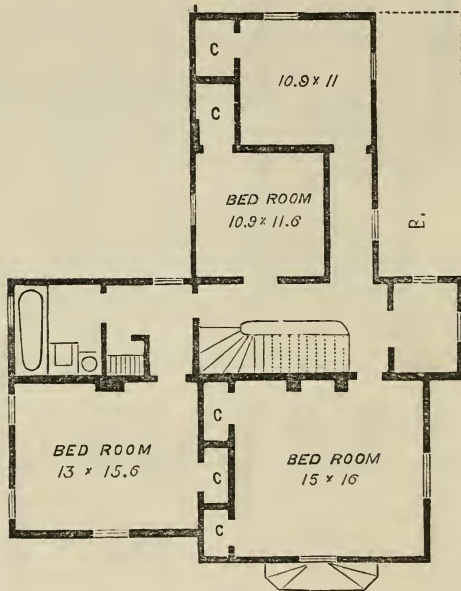 C
10.9 x 11
C
BED ROOM
10.9 x 11.6
R.
C
BED ROOM
13 x 15.6
C
BED ROOM
15 x 16
C